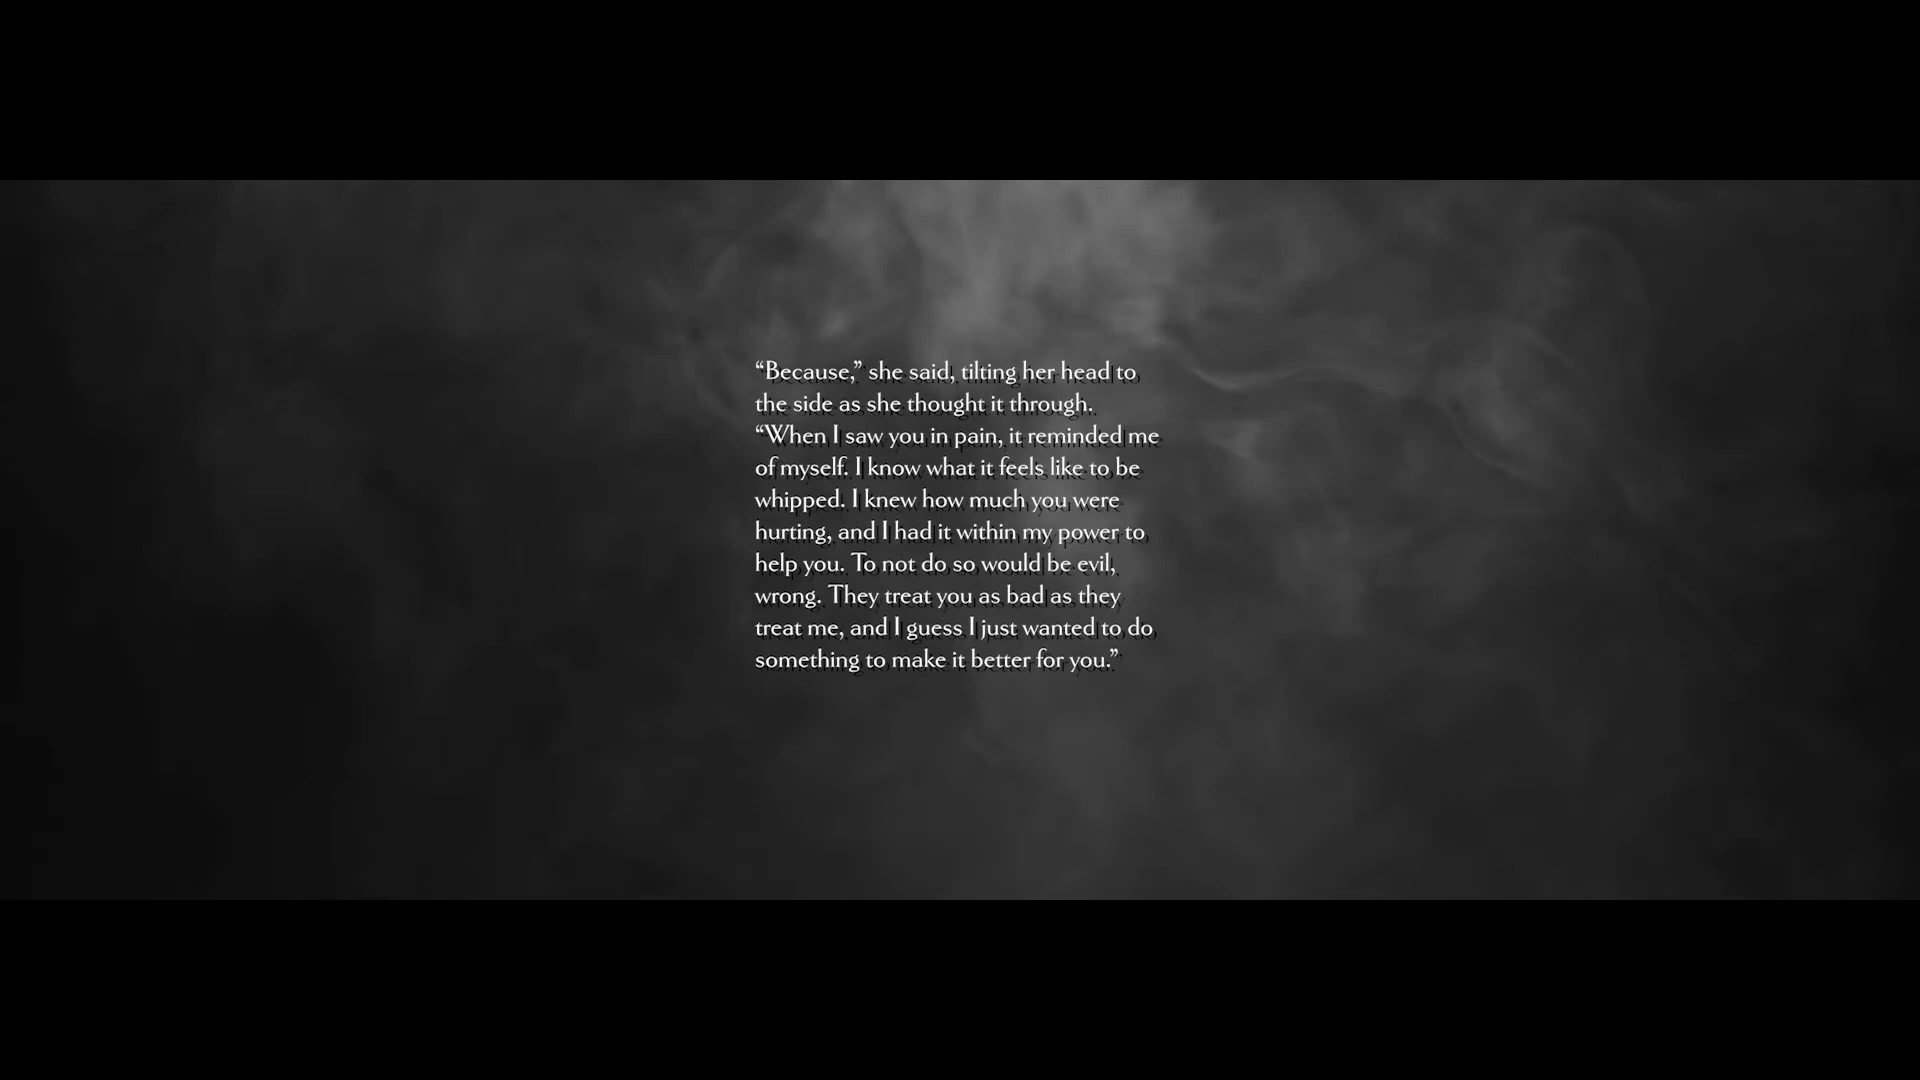 “Because,” she said, tilting her head to
the side as she thought it through.
“When I saw you in pain, it reminded me
of myself. I know what it feels like to be
whipped. I knew how much you were
hurting, and I had it within my power to
help you. To not do so would be evil,
wrong. They treat you as bad as they
treat me, and I guess I just wanted to do
something to make it better for you.”